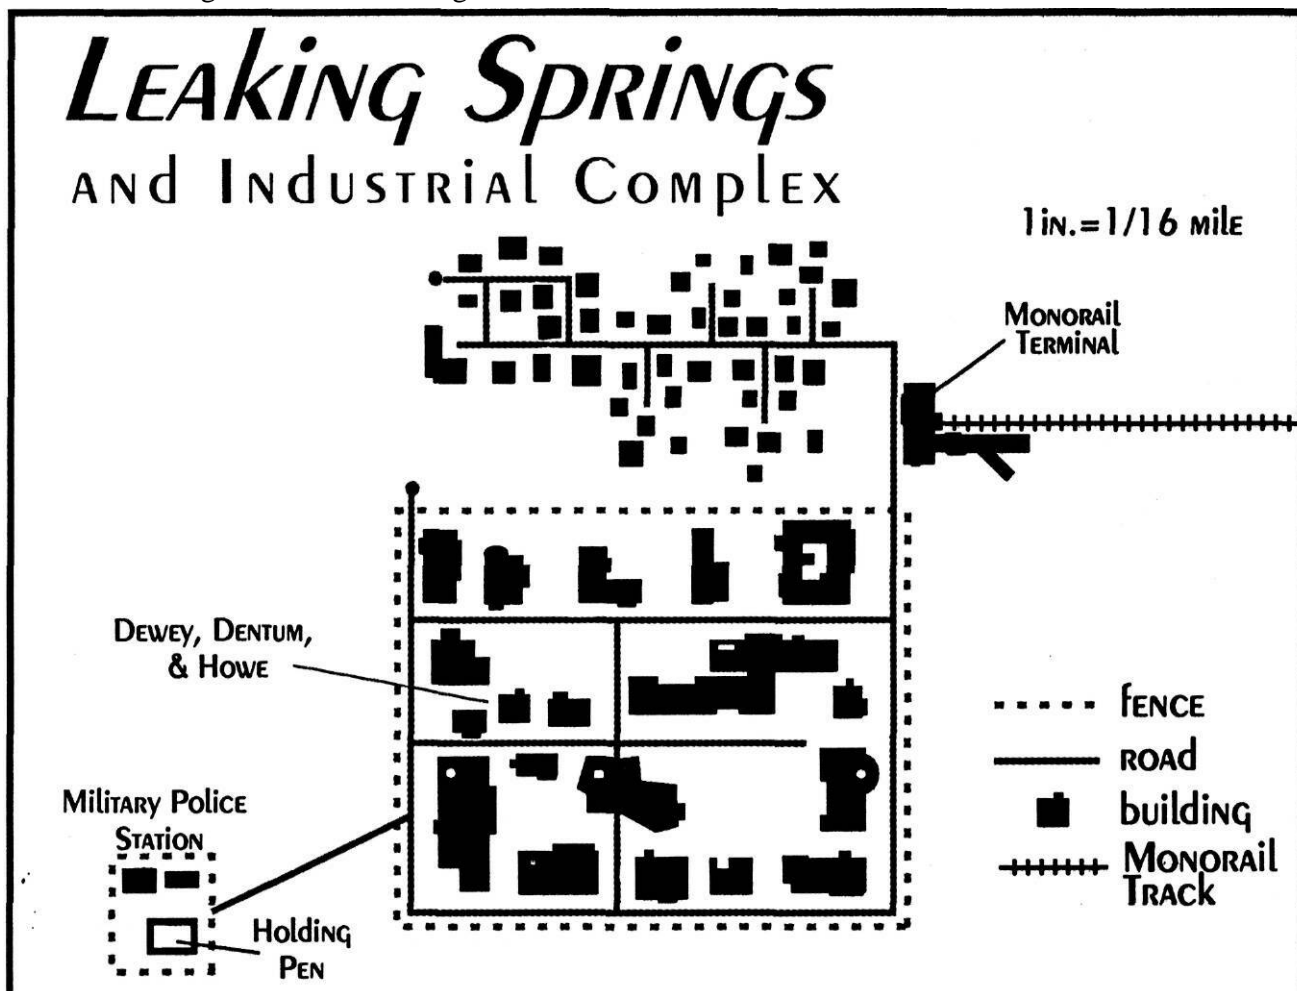 Leaking Springs
and Industrial Complex
1 in. = 1/16 mile
Monorail
Terminal
Dewey, Dentum,
& Howe
fence
road
building
Monorail
Track
Military Police
Station
Holding
Pen